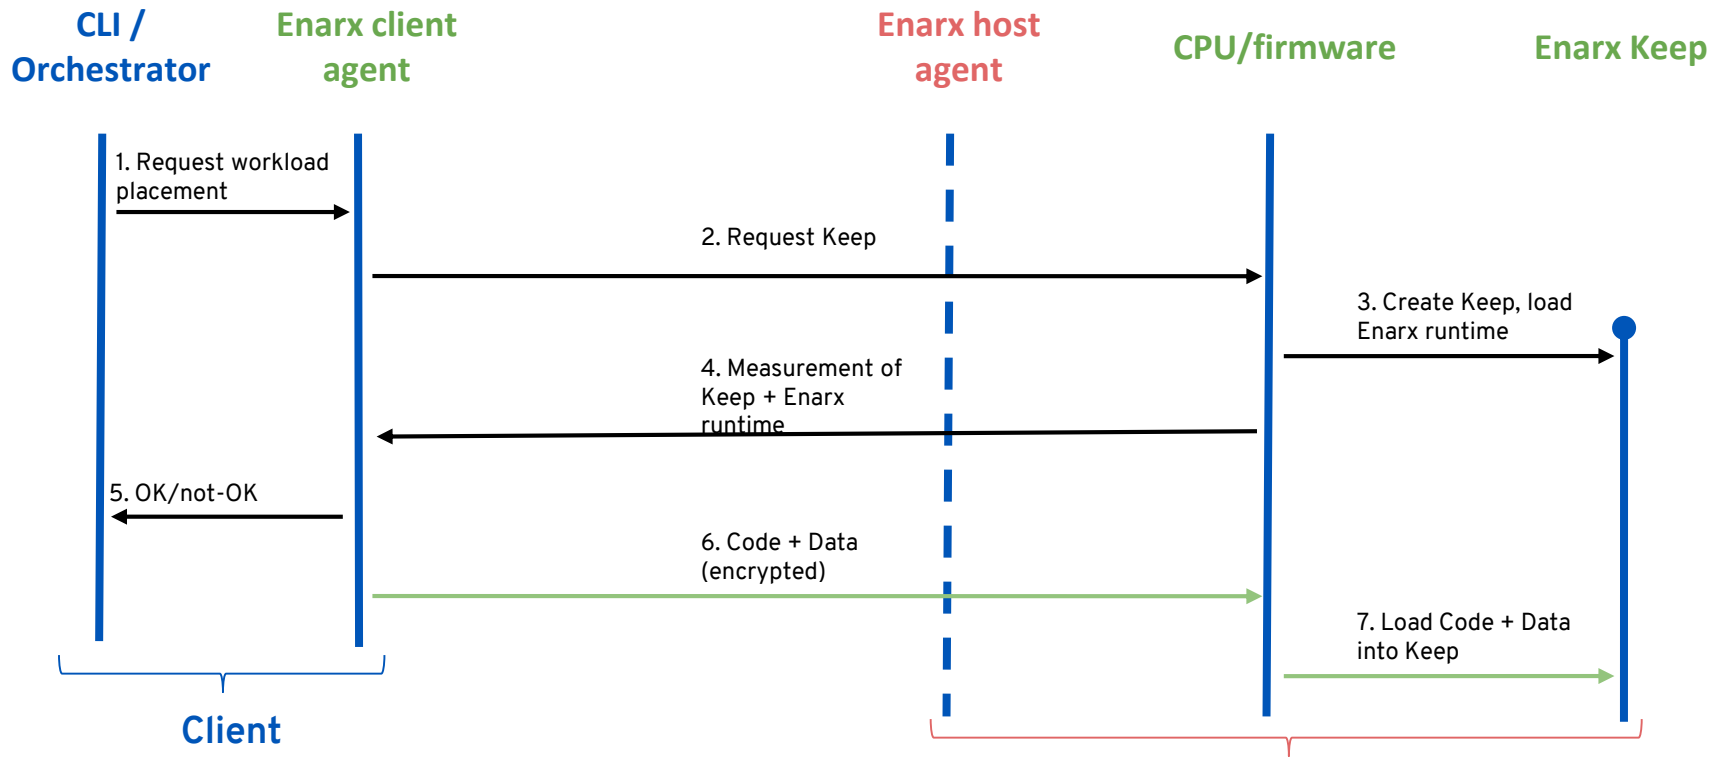 CLI /
Orchestrator
Enarx client
agent
Enarx host
agent
CPU/firmware
Enarx Keep
1. Request workload
placement
2. Request Keep
3. Create Keep, load
Enarx runtime
4. Measurement of
Keep + Enarx
runtime
5. OK/not-OK
6. Code + Data
(encrypted)
7. Load Code + Data
into Keep
Client